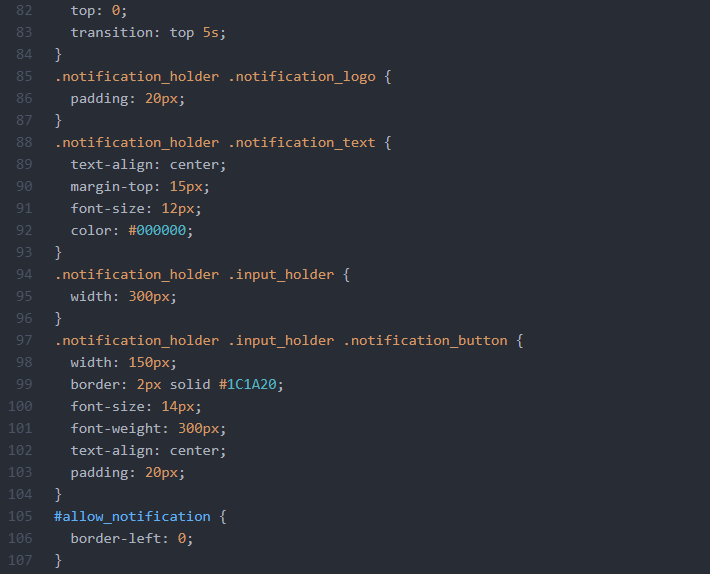 82 top: 0;
83 transition: top 5s;
84 }
85 .notification_holder .notification_logo {
86 padding: 20px;
87 }
88 .notification_holder .notification_text {
89 text-align: center;
90 margin-top: 15px;
91 font-size: 12px;
92 color: #000000;
93 }
94 .notification_holder .input_holder {
95 width: 300px;
96 }
97 .notification_holder .input_holder .notification_button {
98 width: 150px;
99 border: 2px solid #1C1A20;
100 font-size: 14px;
101 font-weight: 300px;
102 text-align: center;
103 padding: 20px;
104 }
105 #allow_notification {
106 border-left: 0;
107 }